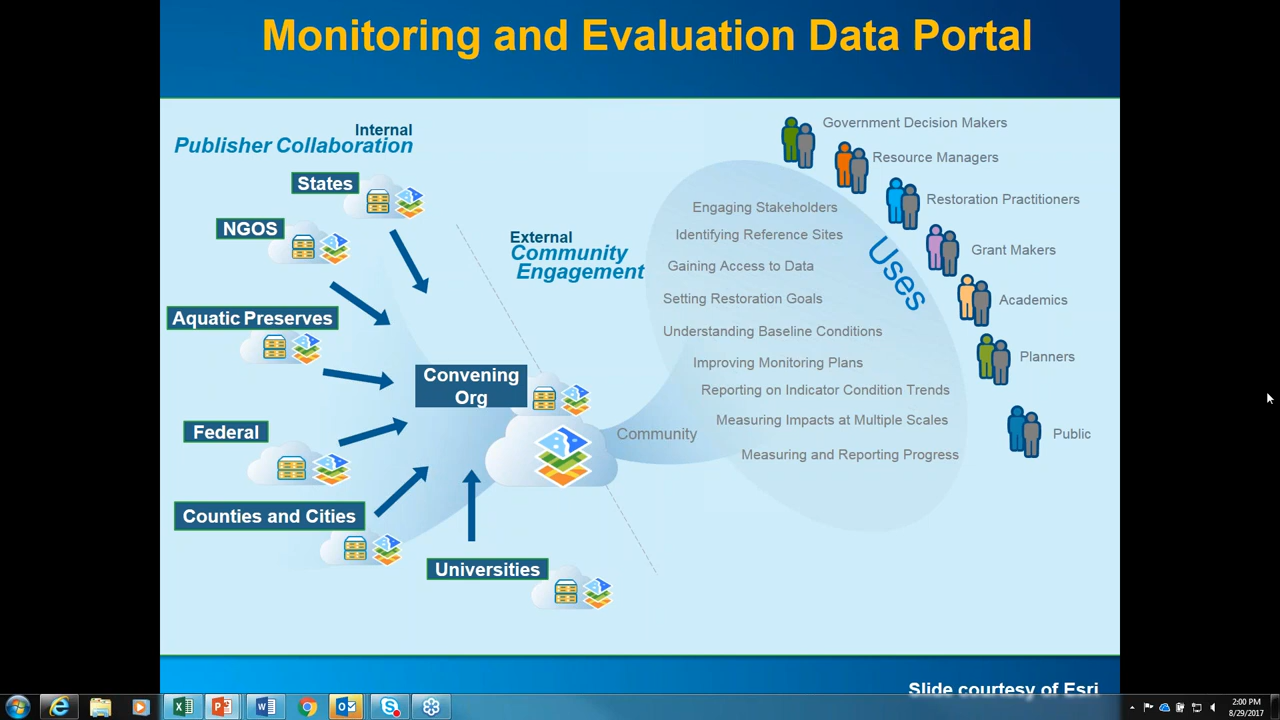 Monitoring and Evaluation Data Portal
Internal
Publisher Collaboration
States
NGOS
Aquatic Preserves
Federal
Counties and Cities
Universities
Convening
Org
External
Community
Engagement
Community
Engaging Stakeholders
Identifying Reference Sites
Gaining Access to Data
Setting Restoration Goals
Understanding Baseline Conditions
Improving Monitoring Plans
Reporting on Indicator Condition Trends
Measuring Impacts at Multiple Scales
Measuring and Reporting Progress
Uses
Government Decision Makers
Resource Managers
Restoration Practitioners
Grant Makers
Academics
Planners
Public
Slide courtesy of Esri
2:00 PM
8/29/2017